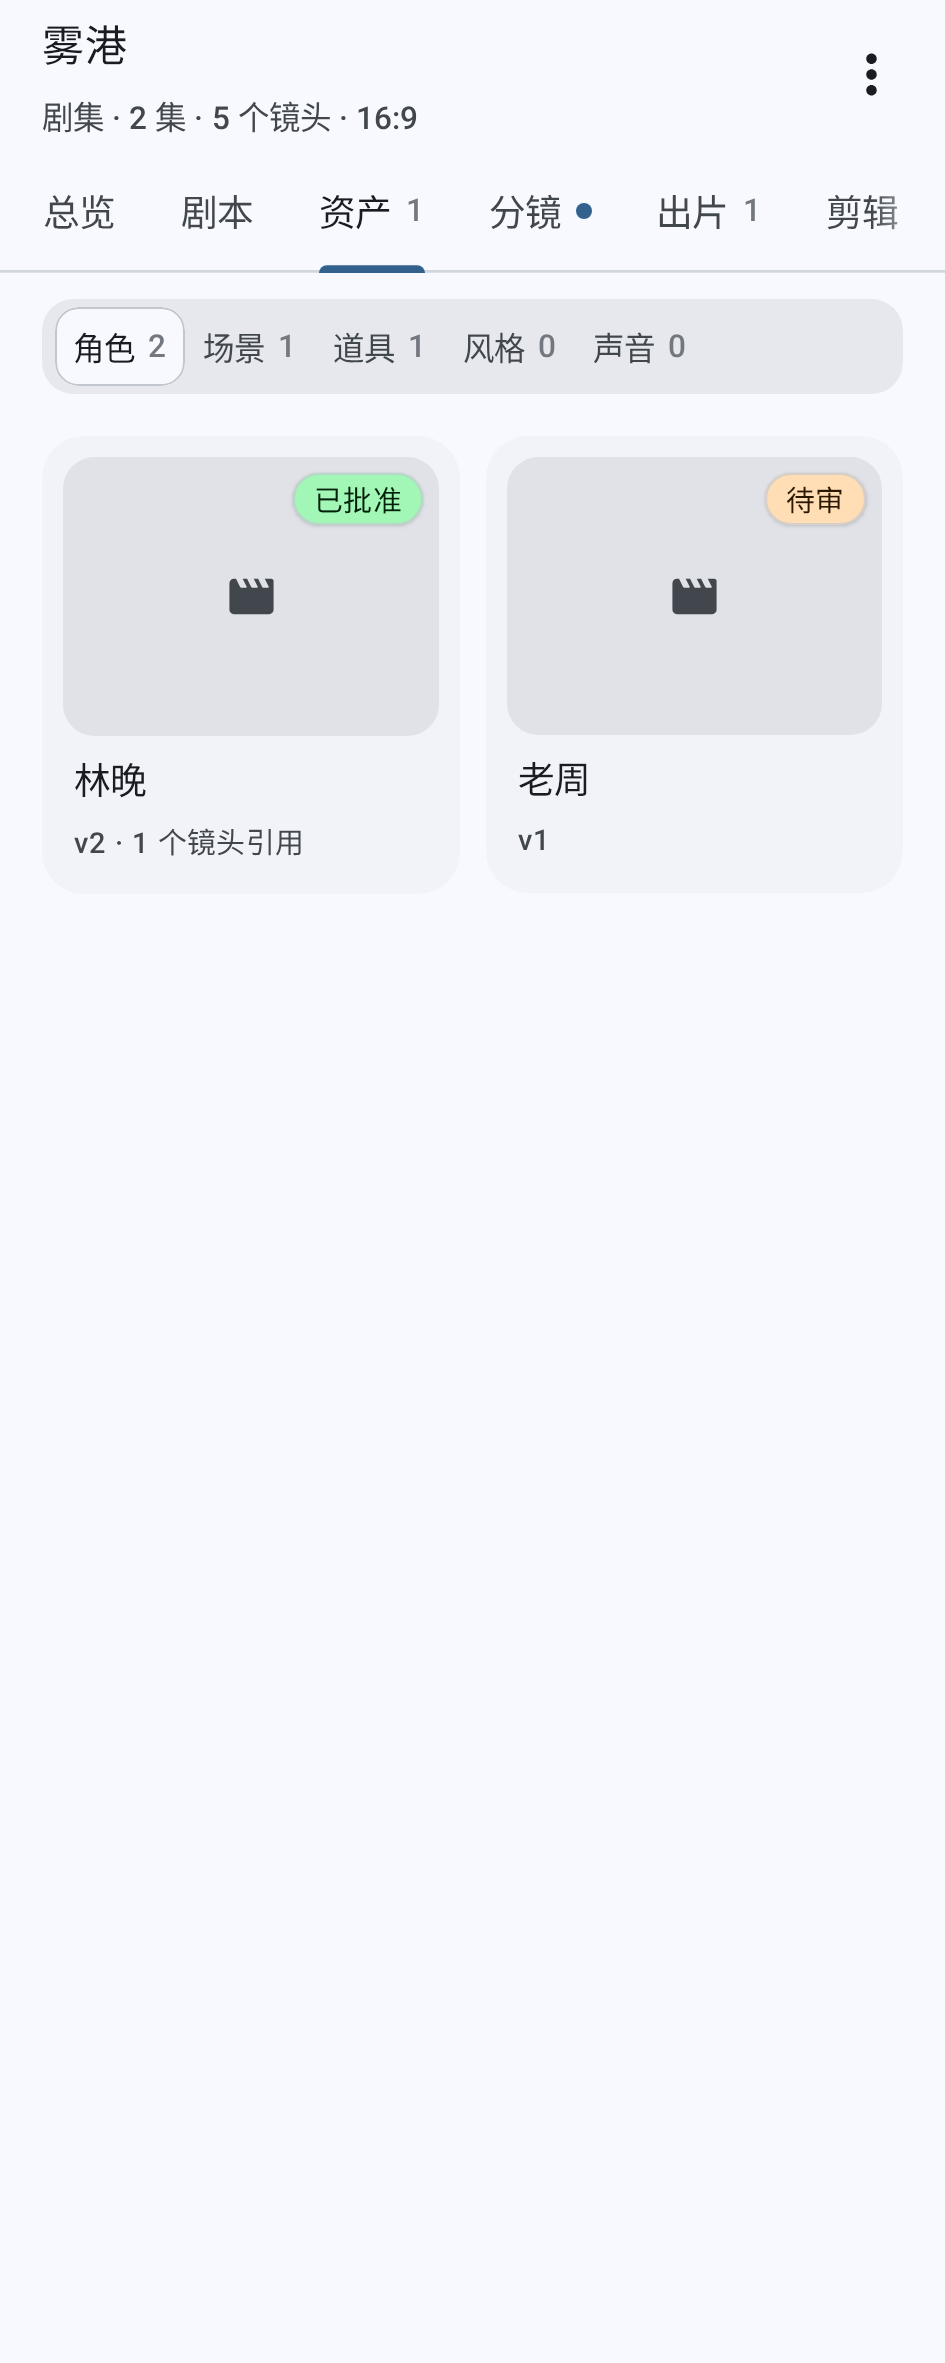 雾港
剧集 · 2 集 · 5 个镜头 · 16:9
总览 剧本 资产 1 分镜 出片 1 剪辑
角色 2 场景 1 道具 1 风格 0 声音 0
已批准 待审
林晚 老周
v2 · 1 个镜头引用 v1